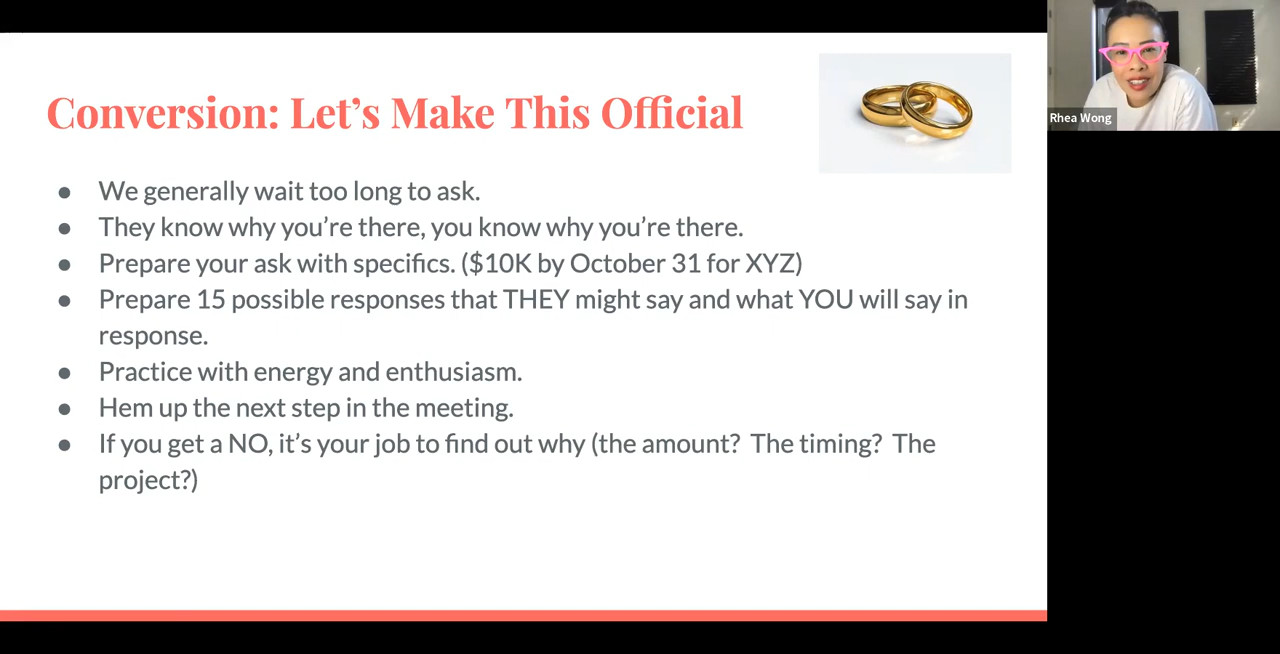 Conversion: Let’s Make This Official
● We generally wait too long to ask.
● They know why you’re there, you know why you’re there.
● Prepare your ask with specifics. ($10K by October 31 for XYZ)
● Prepare 15 possible responses that THEY might say and what YOU will say in
response.
● Practice with energy and enthusiasm.
● Hem up the next step in the meeting.
● If you get a NO, it’s your job to find out why (the amount?  The timing?  The
project?)
Rhea Wong